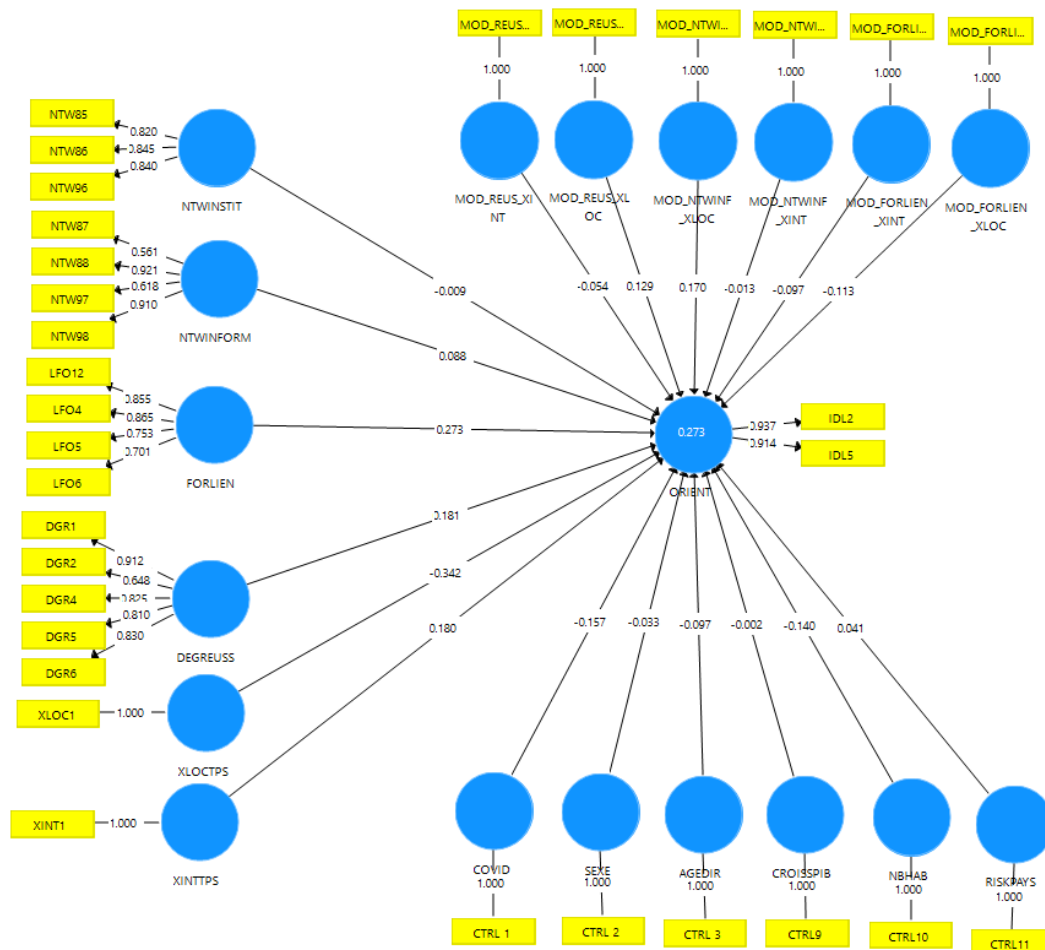 MOD_REUS...
MOD_REUS...
MOD_NTWI...
MOD_NTWI...
MOD_FORLI...
MOD_FORLI...
1.000
1.000
1.000
1.000
1.000
1.000
MOD_REUS_XI
NT
MOD_REUS_XL
OC
MOD_NTWINF
_XLOC
MOD_NTWINF
_XINT
MOD_FORLIEN
_XINT
MOD_FORLIEN
_XLOC
-0.054
0.129
0.170
-0.013
-0.097
-0.113
NTW85
NTW86
NTW96
0.820
0.845
0.840
NTWINSTIT
-0.009
NTW87
NTW88
NTW97
NTW98
0.561
0.921
0.618
0.910
NTWINFORM
0.088
LFO12
LFO4
LFO5
LFO6
0.855
0.865
0.753
0.701
FORLIEN
0.273
0.273
ORIENT
0.937
0.914
IDL2
IDL5
DGR1
DGR2
DGR4
DGR5
DGR6
0.912
0.648
0.825
0.810
0.830
DEGREUSS
0.181
XLOC1
1.000
XLOCTPS
-0.342
XINT1
1.000
XINTTPS
0.180
-0.157
-0.033
-0.097
-0.002
-0.140
0.041
COVID
SEXE
AGEDIR
CROISSPIB
NBHAB
RISKPAYS
1.000
1.000
1.000
1.000
1.000
1.000
CTRL 1
CTRL 2
CTRL 3
CTRL9
CTRL10
CTRL11